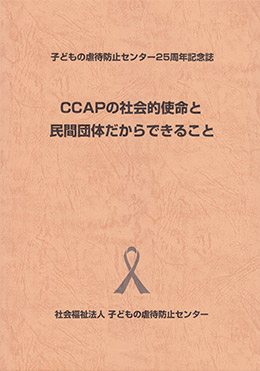 子どもの虐待防止センター25周年記念誌
CCAPの社会的使命と
民間団体だからできること
社会福祉法人 子どもの虐待防止センター